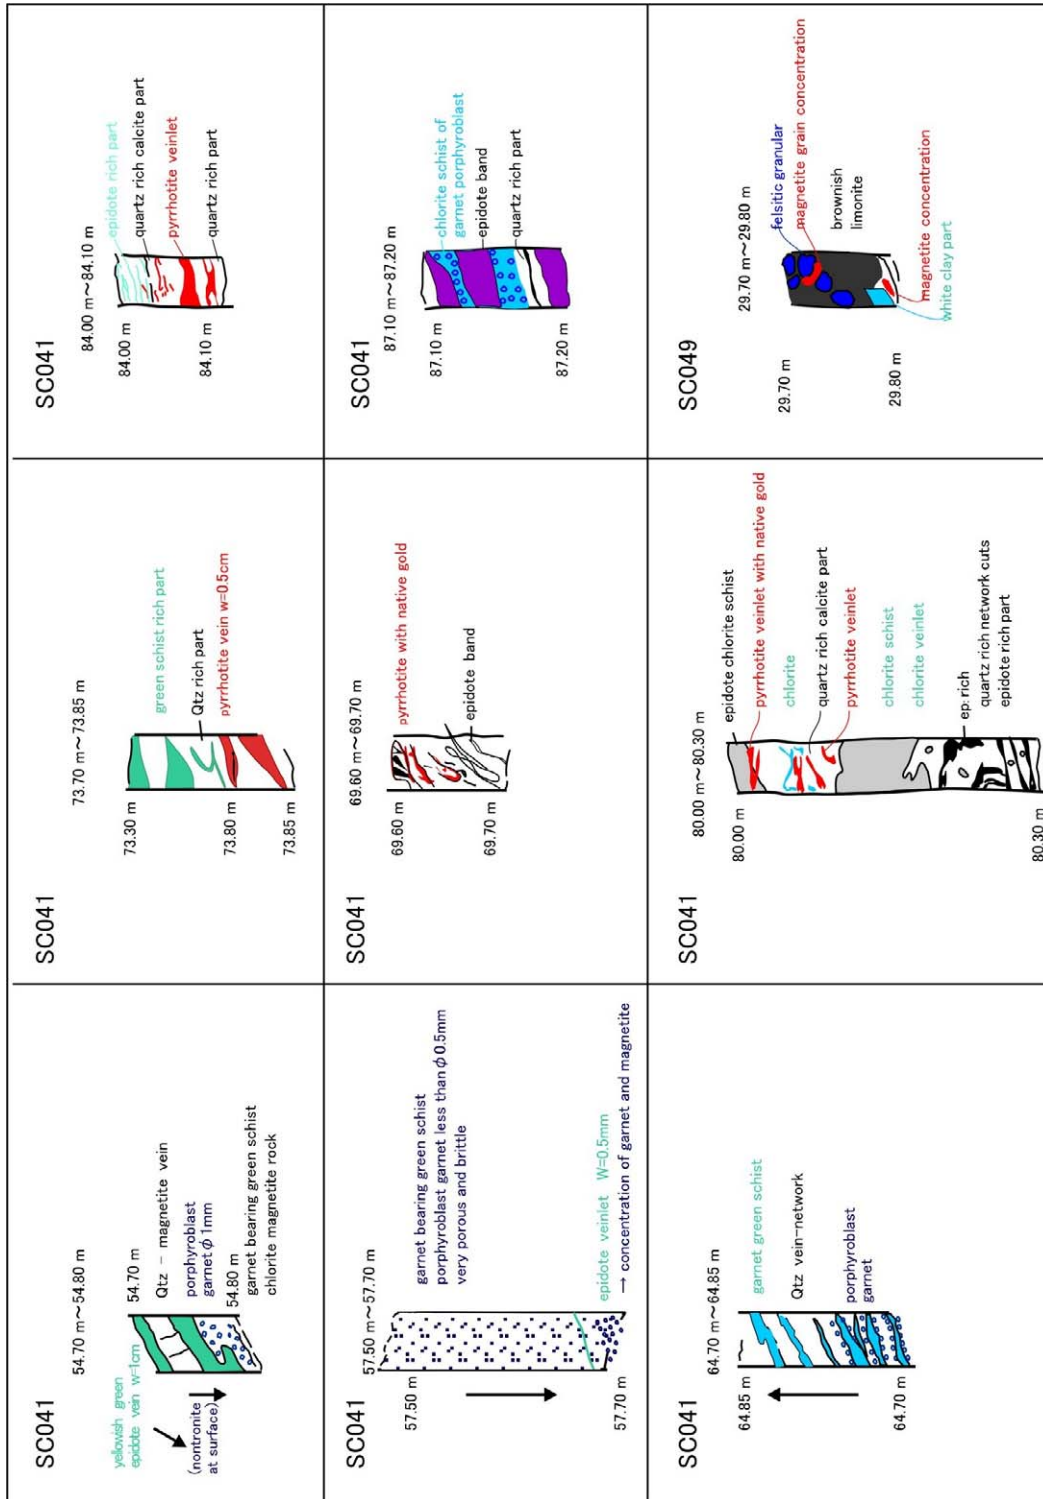 SC041
54.70 m～54.80 m
yellowish green
epidote vein w=1cm
54.70 m
Qtz – magnetite vein
porphyroblast
garnet φ 1mm
(nontronite
at surface)
54.80 m
garnet bearing green schist
chlorite magnetite rock
SC041
73.70 m～73.85 m
73.30 m
green schist rich part
Qtz rich part
pyrrhotite vein w=0.5cm
73.80 m
73.85 m
SC041
84.00 m～84.10 m
84.00 m
epidote rich part
quartz rich calcite part
pyrrhotite veinlet
quartz rich part
84.10 m
SC041
57.50 m～57.70 m
57.50 m
garnet bearing green schist
porphyroblast garnet less than φ 0.5mm
very porous and brittle
epidote veinlet W=0.5mm
→ concentration of garnet and magnetite
57.70 m
SC041
69.60 m～69.70 m
69.60 m
pyrrhotite with native gold
epidote band
69.70 m
SC041
87.10 m～87.20 m
87.10 m
chlorite schist of
garnet porphyroblast
epidote band
quartz rich part
87.20 m
SC041
64.70 m～64.85 m
64.85 m
garnet green schist
Qtz vein-network
porphyroblast
garnet
64.70 m
SC041
80.00 m～80.30 m
80.00 m
epidote chlorite schist
pyrrhotite veinlet with native gold
chlorite
quartz rich calcite part
pyrrhotite veinlet
chlorite schist
chlorite veinlet
ep: rich
quartz rich network cuts
epidote rich part
80.30 m
SC049
29.70 m～29.80 m
29.70 m
felsitic granular
magnetite grain concentration
brownish
limonite
29.80 m
magnetite concentration
white clay part